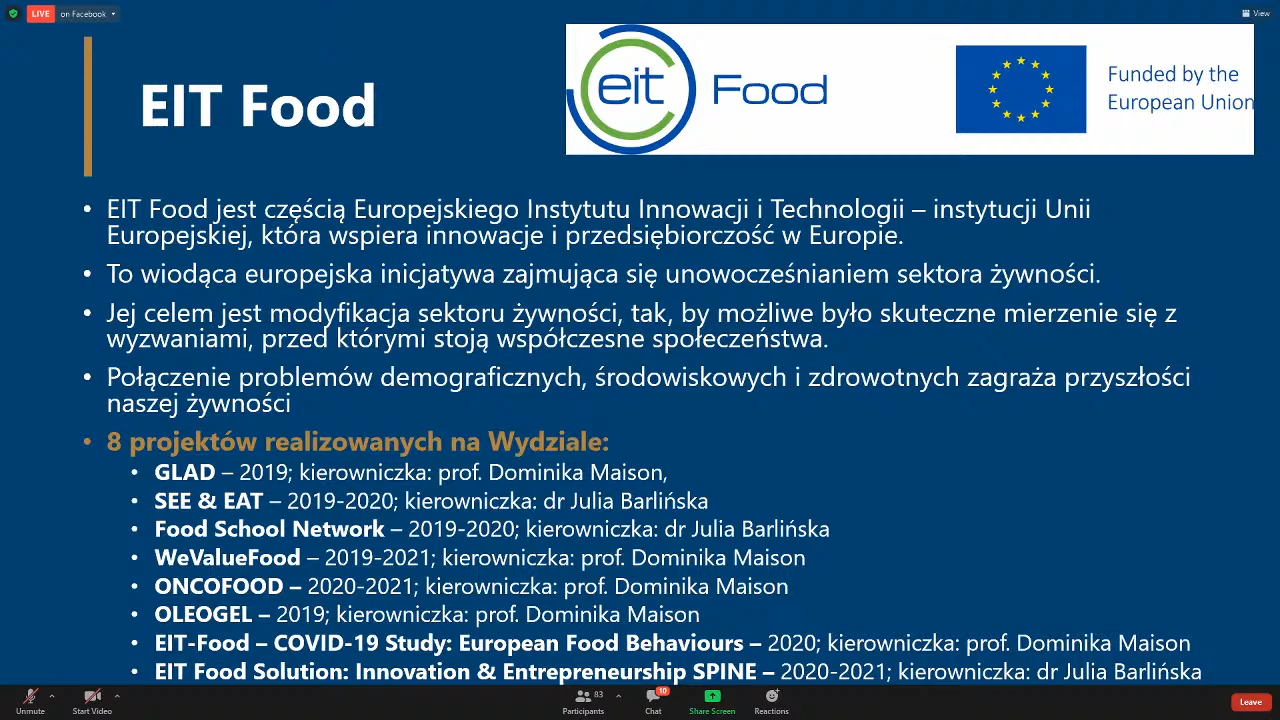 LIVE on Facebook
View
EIT Food
eit Food
Funded by the
European Union
• EIT Food jest częścią Europejskiego Instytutu Innowacji i Technologii – instytucji Unii
Europejskiej, która wspiera innowacje i przedsiębiorczość w Europie.
• To wiodąca europejska inicjatywa zajmująca się unowocześnianiem sektora żywności.
• Jej celem jest modyfikacja sektoru żywności, tak, by możliwe było skuteczne mierzenie się z
wyzwaniami, przed którymi stoją współczesne społeczeństwa.
• Połączenie problemów demograficznych, środowiskowych i zdrowotnych zagraża przyszłości
naszej żywności
• 8 projektów realizowanych na Wydziale:
• GLAD – 2019; kierowniczka: prof. Dominika Maison,
• SEE & EAT – 2019-2020; kierowniczka: dr Julia Barlińska
• Food School Network – 2019-2020; kierowniczka: dr Julia Barlińska
• WeValueFood – 2019-2021; kierowniczka: prof. Dominika Maison
• ONCOFOOD – 2020-2021; kierowniczka: prof. Dominika Maison
• OLEOGEL – 2019; kierowniczka: prof. Dominika Maison
• EIT-Food – COVID-19 Study: European Food Behaviours – 2020; kierowniczka: prof. Dominika Maison
• EIT Food Solution: Innovation & Entrepreneurship SPINE – 2020-2021; kierowniczka: dr Julia Barlińska
Unmute
Start Video
83
Participants
10
Chat
Share Screen
Reactions
Leave